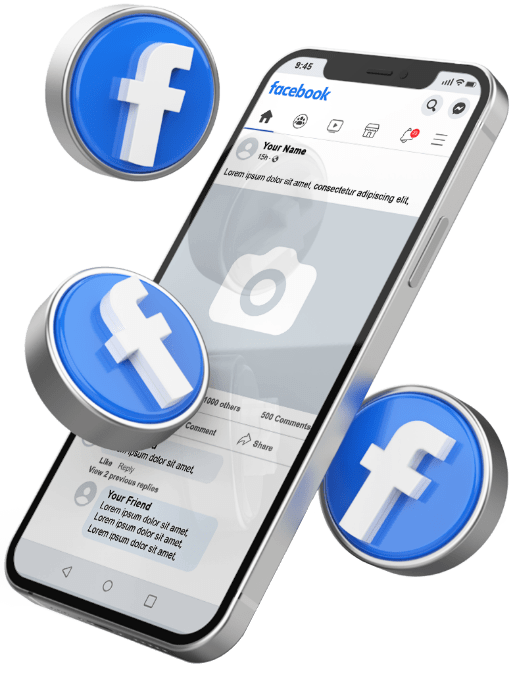 9:45
facebook
Your Name
15h
Lorem ipsum dolor sit amet, consectetur adipiscing elit,
1000 others
500 Comments
Comment
Share
ipsum dolor sit amet,
Like Reply
View 2 previous replies
Your Friend
Lorem ipsum dolor sit amet,
Lorem ipsum dolor sit amet,
Lorem ipsum dolor sit amet,
f
f
f